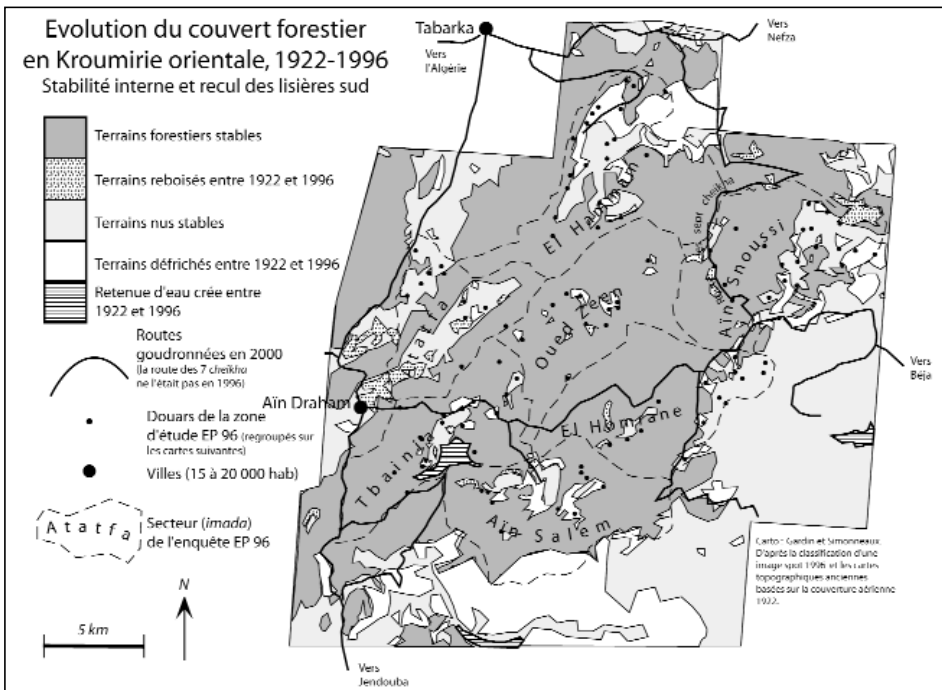 Evolution du couvert forestier
en Kroumirie orientale, 1922-1996
Stabilité interne et recul des lisières sud
Terrains forestiers stables
Terrains reboisés entre 1922 et 1996
Terrains nus stables
Terrains défrichés entre 1922 et 1996
Retenue d'eau crée entre
1922 et 1996
Routes
goudronnées en 2000
(la route des 7 cheïkha
ne l'était pas en 1996)
Douars de la zone
d'étude EP 96 (regroupés sur
les cartes suivantes)
Villes (15 à 20 000 hab)
Atatfa
Secteur (imada)
de l'enquête EP 96
5 km
N
Tabarka
Vers
l'Algérie
Vers
Nefza
El Hamman
cheikha
Aïn Snoussi
Oued Zeen
Vers
Béja
Aïn Draham
El Homrane
Tbainia
Aïn Salem
Vers
Jendouba
Carto : Gardin et Simonneaux
D'après la classification d'une
image spot 1996 et les cartes
topographiques anciennes
basées sur la couverture aérienne
1922.